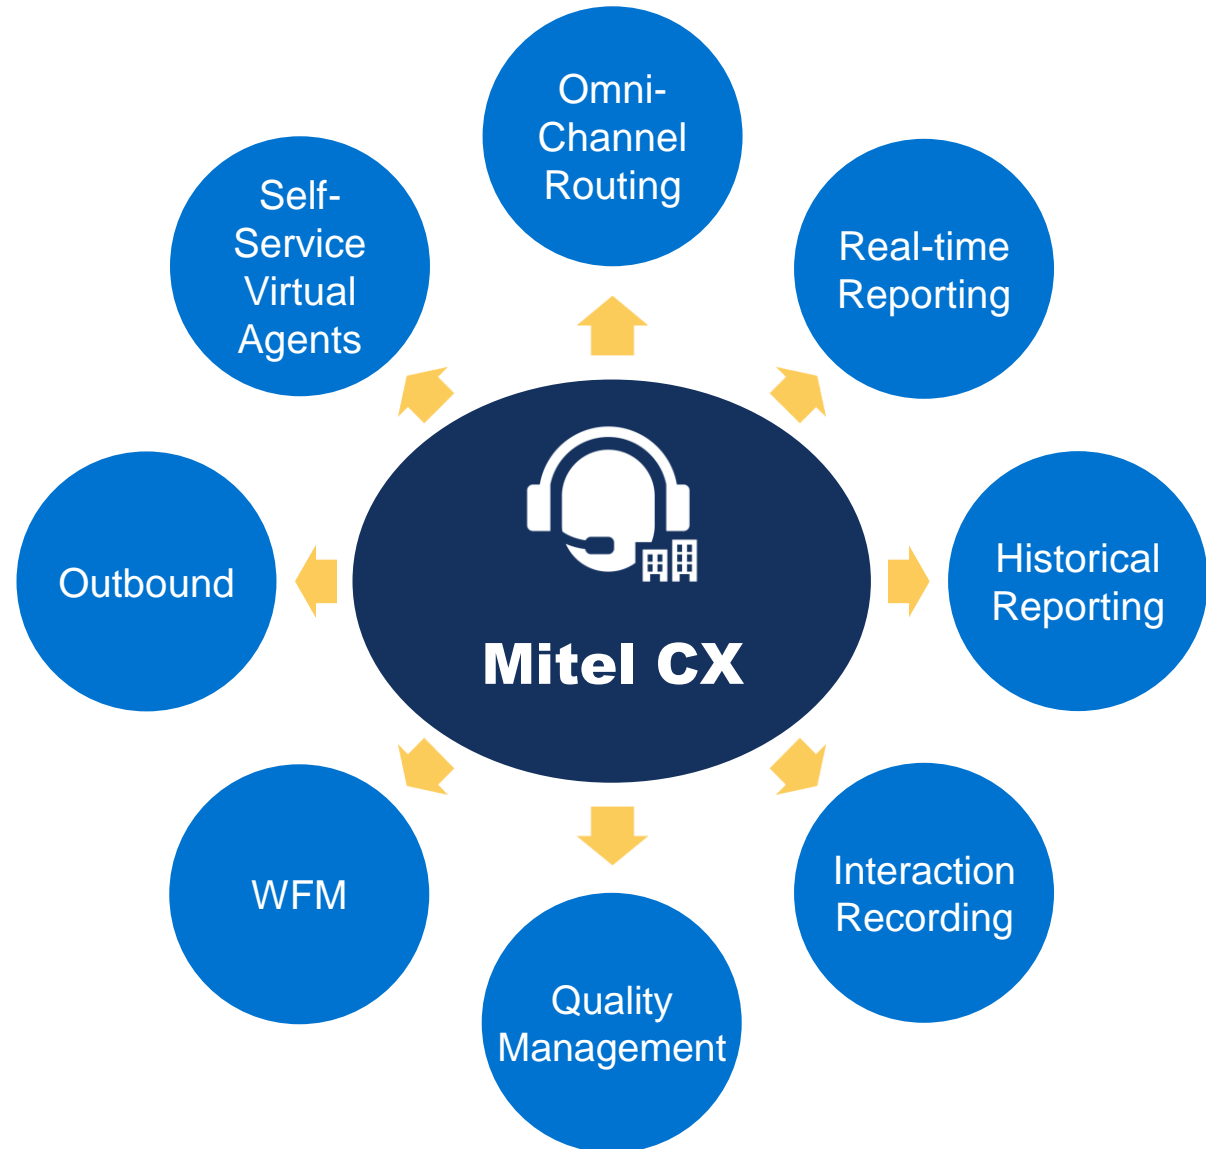 Omni-
Channel
Routing
Real-time
Reporting
Historical
Reporting
Interaction
Recording
Quality
Management
WFM
Outbound
Self-
Service
Virtual
Agents
Mitel CX